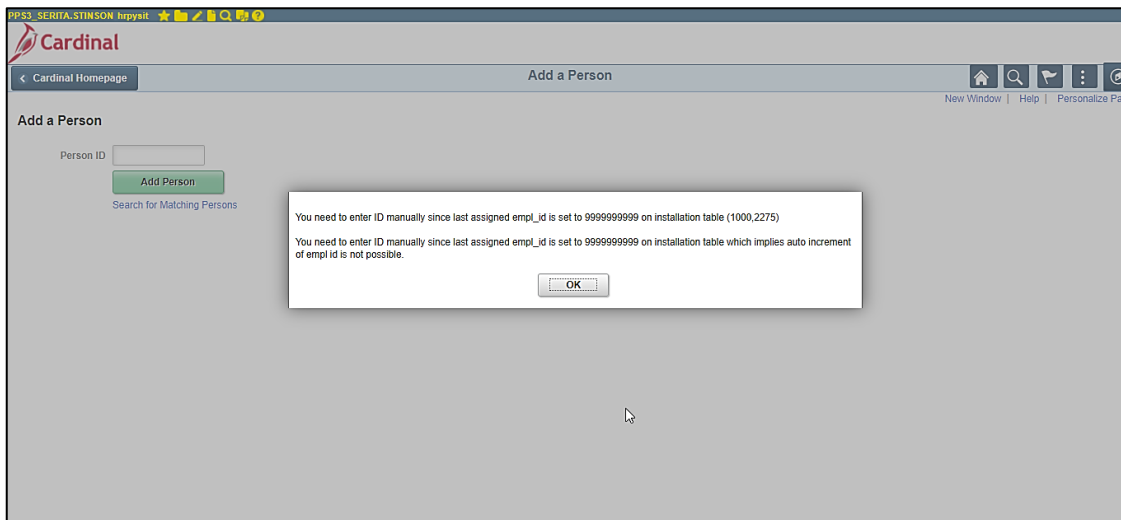 PPS3_SERITA.STINSON hrpysit
Cardinal
Cardinal Homepage
Add a Person
New Window | Help | Personalize Pa
Add a Person
Person ID
Add Person
Search for Matching Persons
You need to enter ID manually since last assigned empl_id is set to 9999999999 on installation table (1000,2275)
You need to enter ID manually since last assigned empl_id is set to 9999999999 on installation table which implies auto increment
of empl id is not possible.
OK